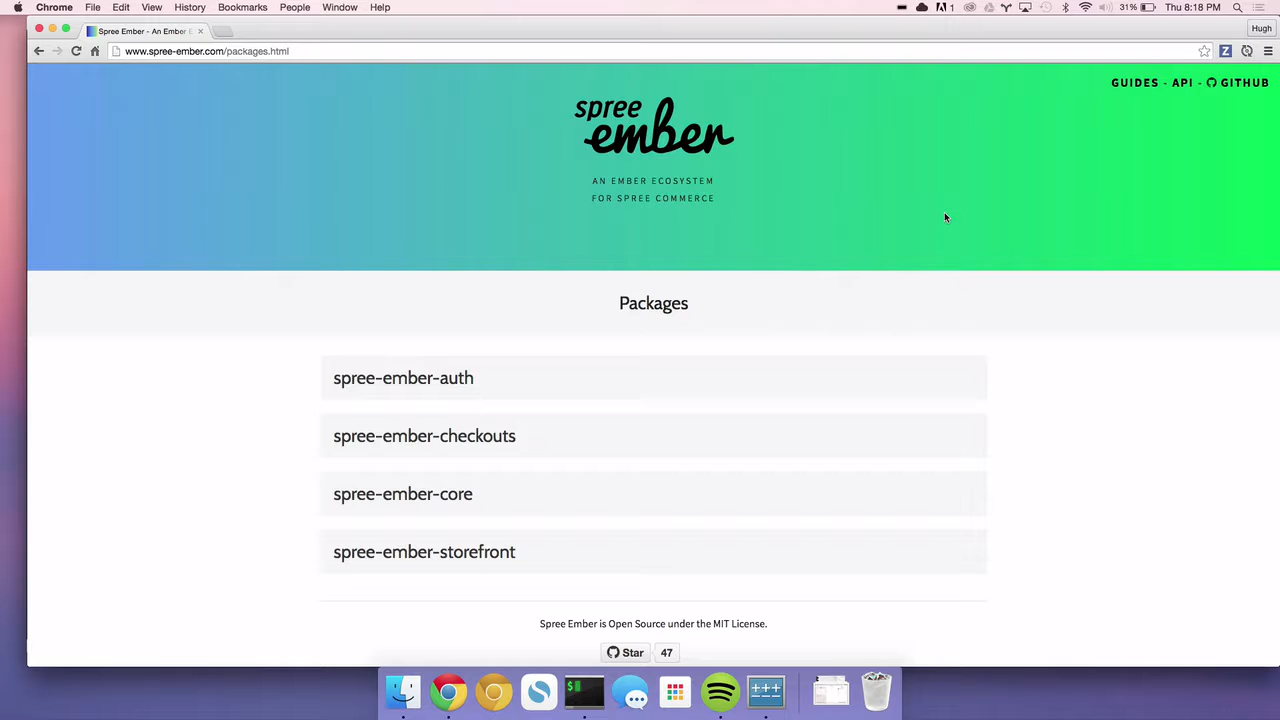 Chrome File Edit View History Bookmarks People Window Help
1 31% Thu 8:18 PM
Spree Ember - An Ember E
Hugh
www.spree-ember.com/packages.html
Z
GUIDES - API - GITHUB
spree
ember
AN EMBER ECOSYSTEM
FOR SPREE COMMERCE
Packages
spree-ember-auth
spree-ember-checkouts
spree-ember-core
spree-ember-storefront
Spree Ember is Open Source under the MIT License.
Star 47